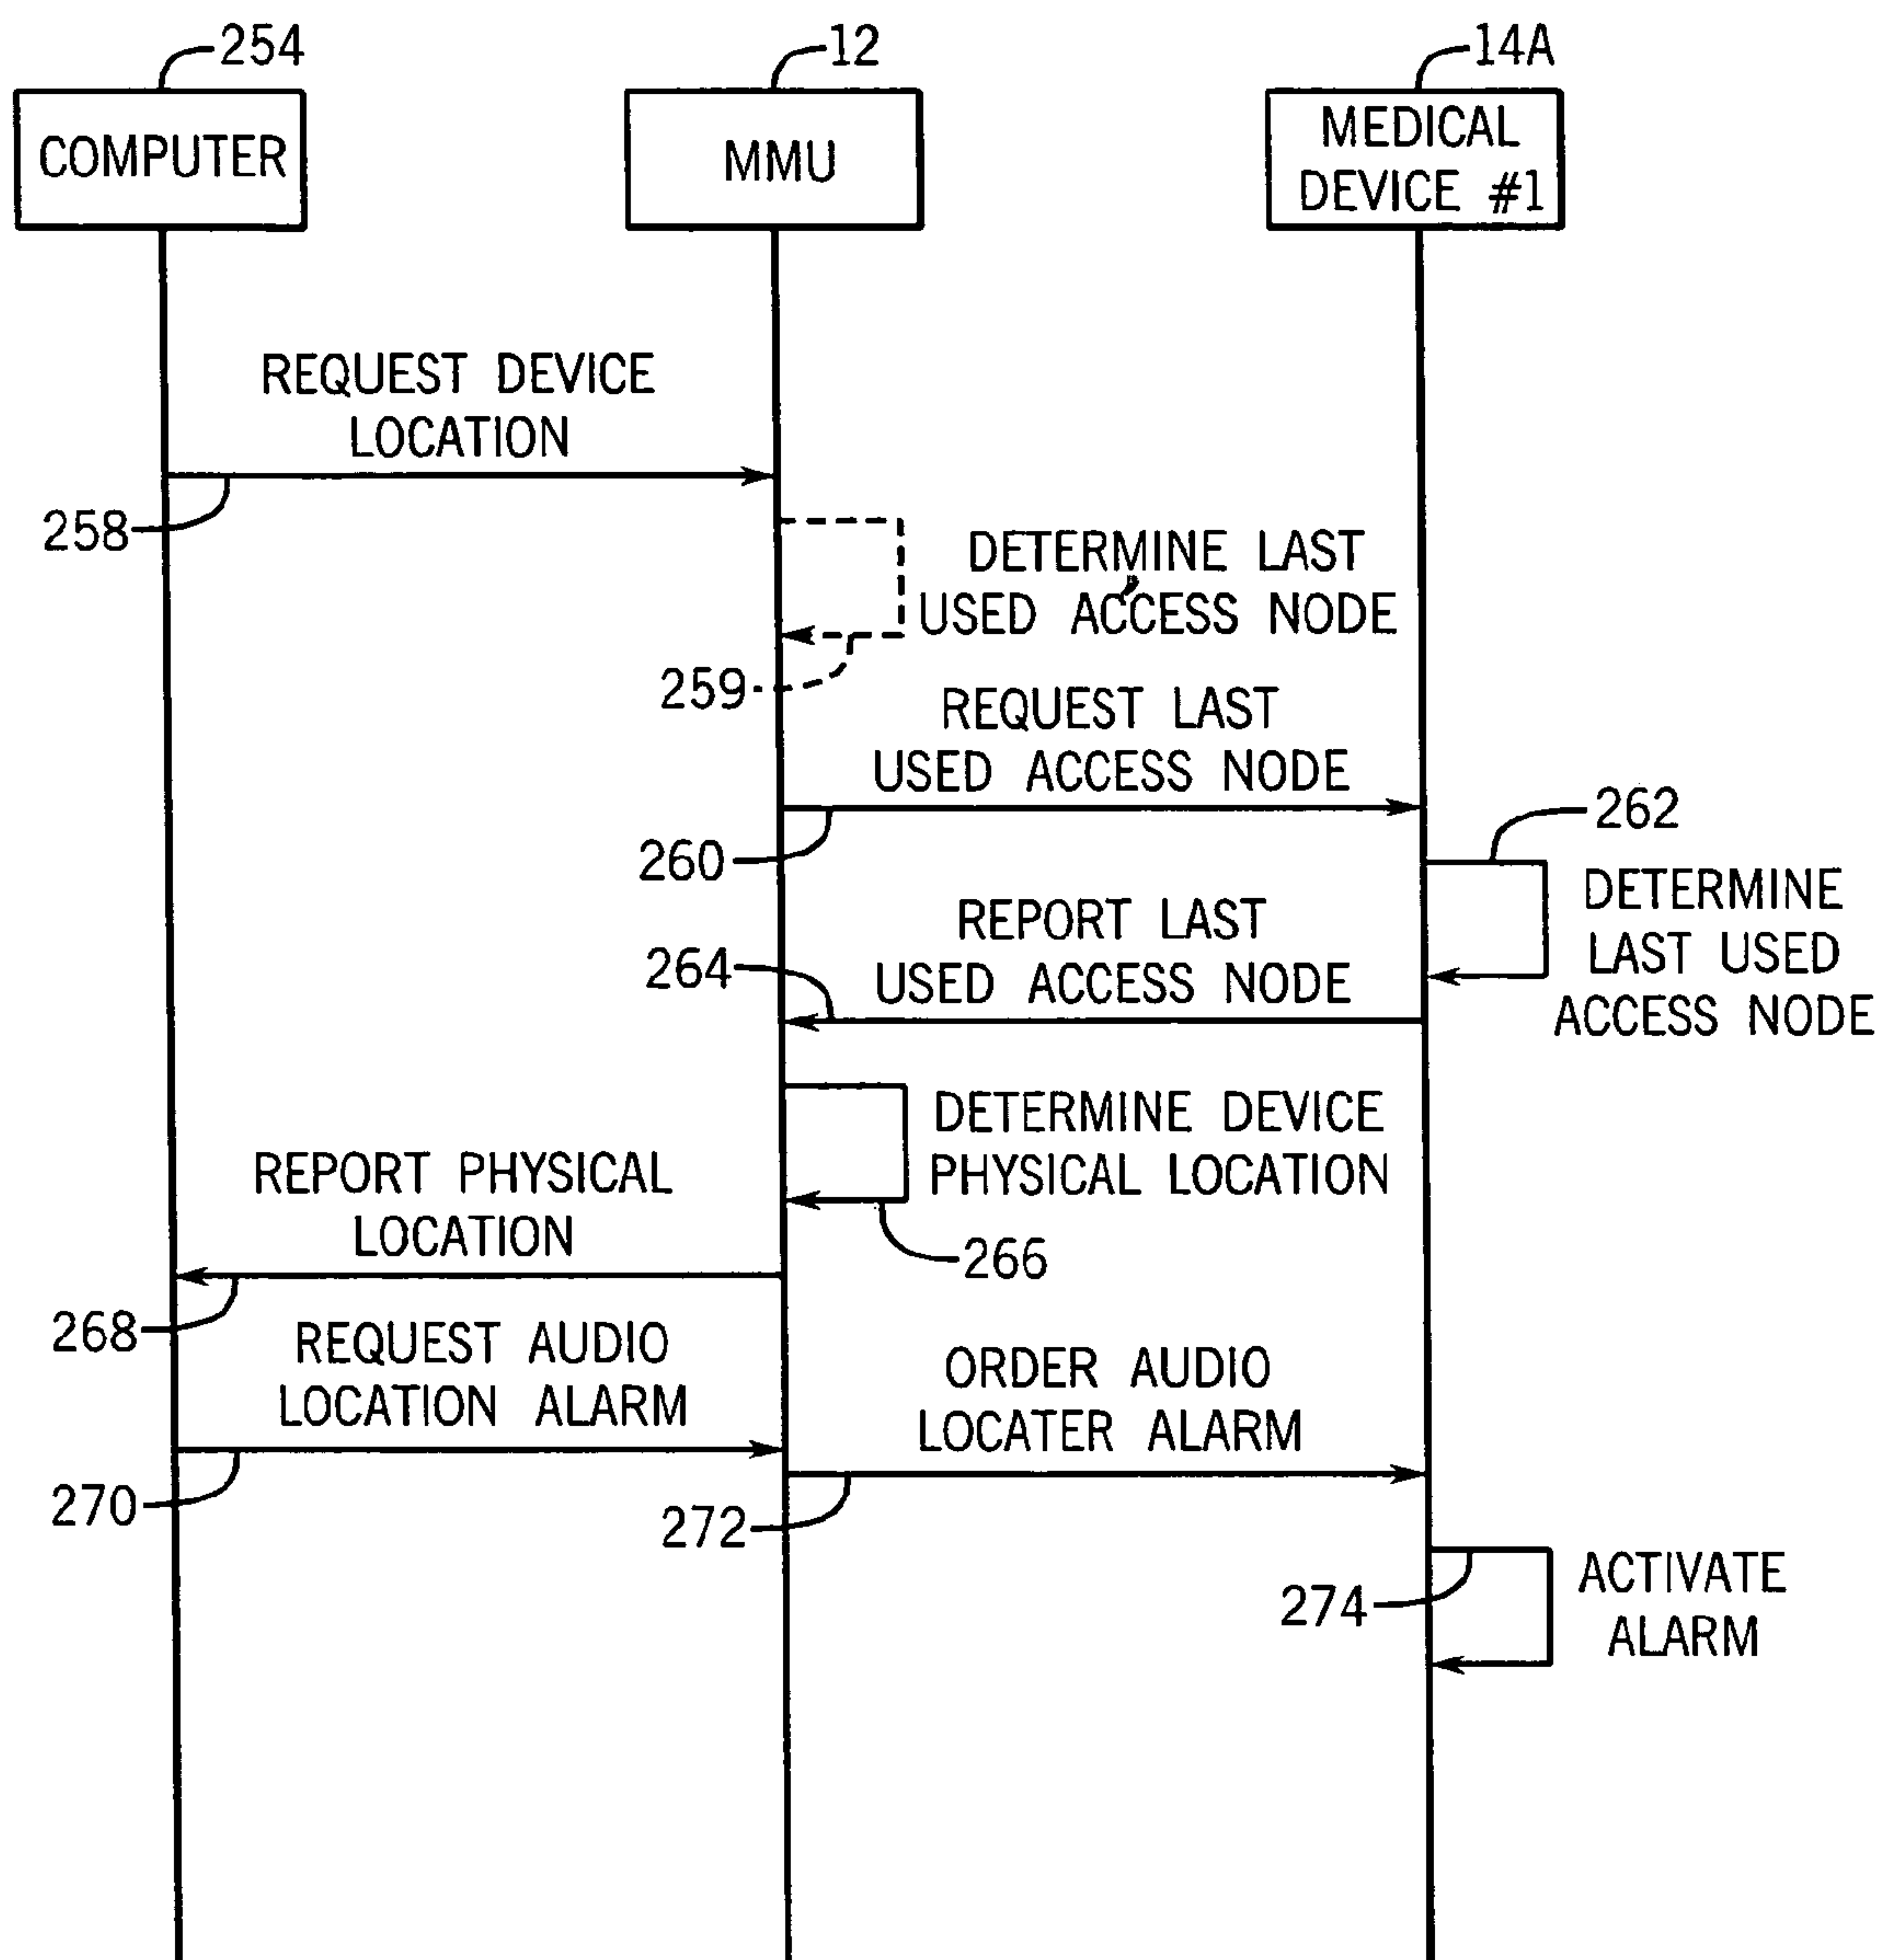 254
12
14A
COMPUTER
MMU
MEDICAL
DEVICE #1
REQUEST DEVICE
LOCATION
258
DETERMINE LAST
USED ACCESS NODE
259
REQUEST LAST
USED ACCESS NODE
260
262
DETERMINE
LAST USED
ACCESS NODE
REPORT LAST
USED ACCESS NODE
264
DETERMINE DEVICE
PHYSICAL LOCATION
266
REPORT PHYSICAL
LOCATION
268
REQUEST AUDIO
LOCATION ALARM
270
ORDER AUDIO
LOCATER ALARM
272
274
ACTIVATE
ALARM